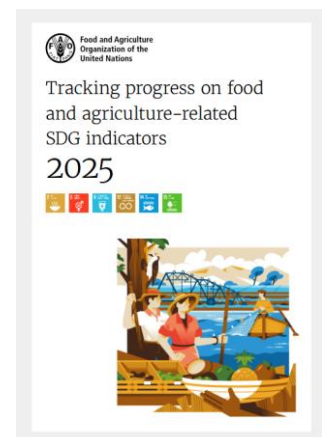 Food and Agriculture
Organization of the
United Nations
Tracking progress on food
and agriculture-related
SDG indicators
2025